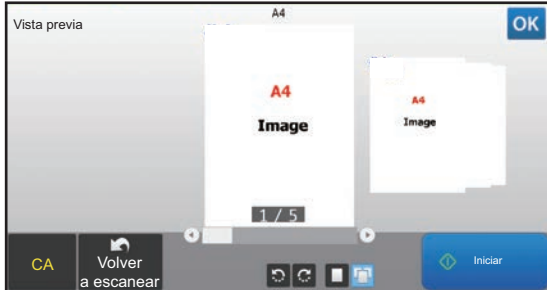 A4
Vista previa
OK
A4
Image
A4
Image
1 / 5
CA
Volver
a escanear
Iniciar